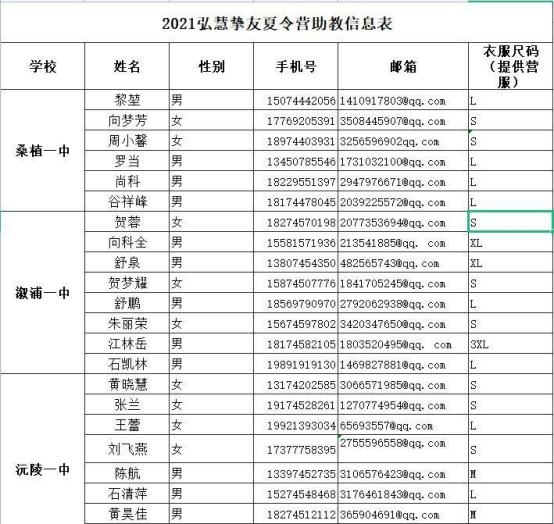 2021弘慧挚友夏令营助教信息表
学校 姓名 性别 手机号 邮箱 衣服尺码（提供营服）
桑植一中
黎堃 男 15074442056 1410917803@qq.com L
向梦芳 女 17769205391 3508445907@qq.com S
周小馨 女 18974403931 3256596902qq.com S
罗当 男 13450785546 1731032100@qq.com L
尚科 男 18229551397 2947976671@qq.com L
谷祥峰 男 18174478045 2039225572@qq.com L
溆浦一中
贺蓉 女 18274570198 2077353694@qq.com S
向科全 男 15581571936 213541885@qq. com XL
舒泉 男 13807454350 482565743@qq.com XL
贺梦耀 女 15874507776 1841705245@qq.com S
舒鹏 男 18569790970 2792062938@qq.com L
朱丽荣 女 15674597802 3420347650@qq.com S
江林岳 男 18174582105 1803520495@qq. com 3XL
石凯林 男 19891919130 1469827881@qq.com L
沅陵一中
黄晓慧 女 13174202585 3066571985@qq.com S
张兰 女 19174528261 1270774954@qq.com S
王蕾 女 19921393034 65693557@qq.com L
刘飞燕 女 17377758395 2755596558@qq.com S
陈航 男 13397452735 3106576423@qq.com M
石清萍 男 15274548468 3176461843@qq.com L
黄昊佳 男 18274512112 365904691@qq.com M